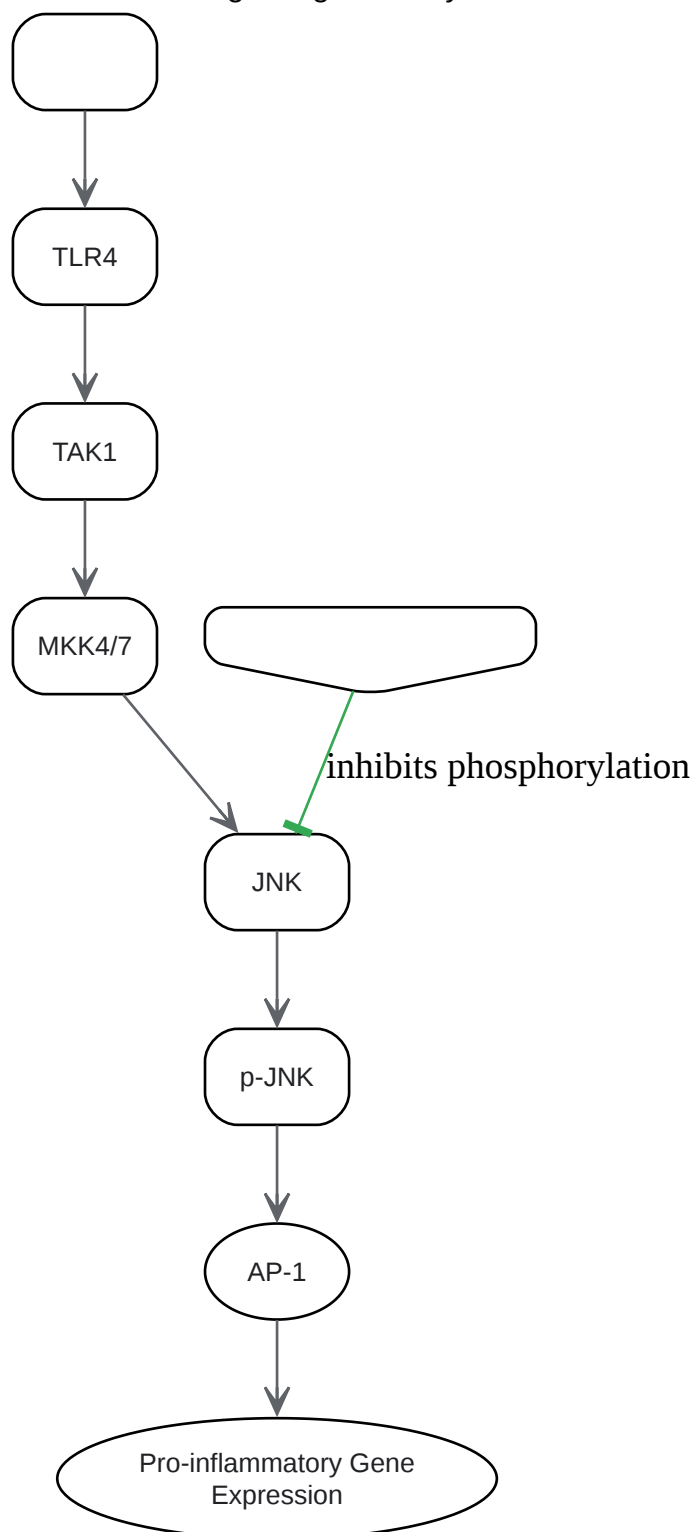 TLR4
TAK1
MKK4/7
inhibits phosphorylation
JNK
p-JNK
AP-1
Pro-inflammatory Gene
Expression